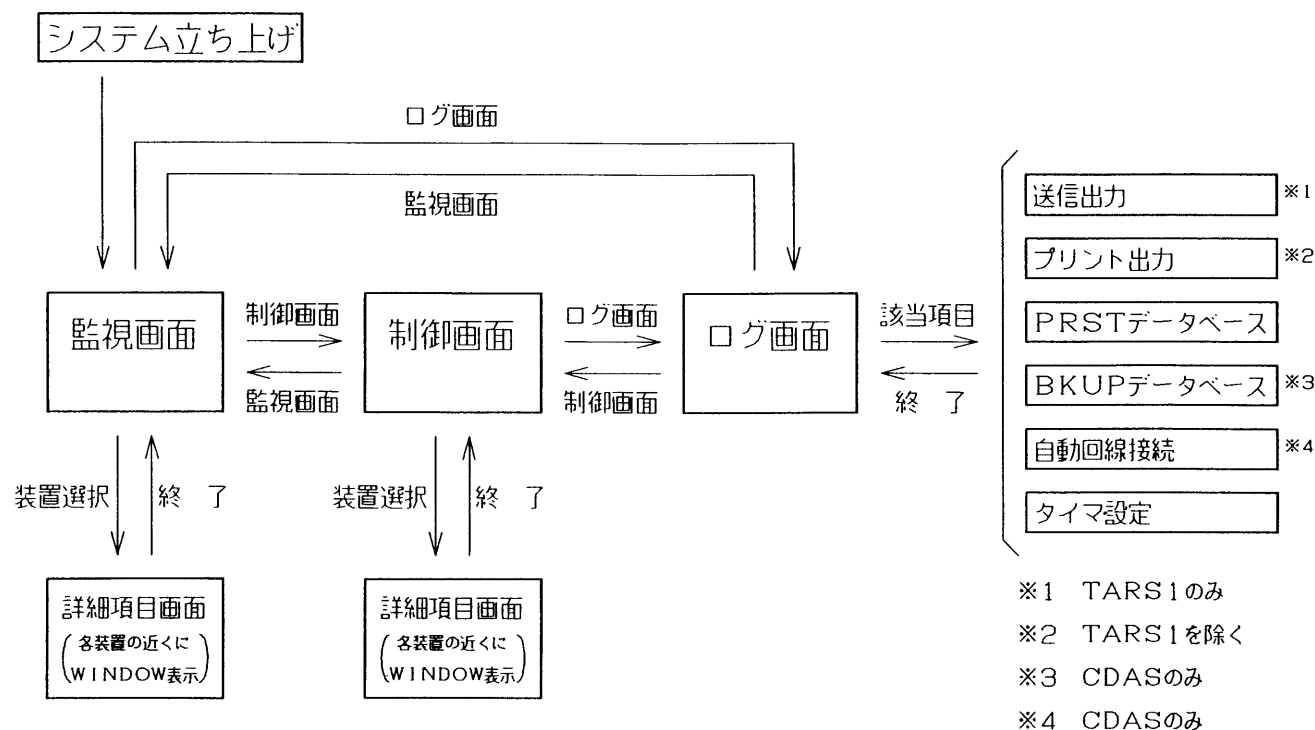 システム立ち上げ
ログ画面
監視画面
送信出力 ※1
プリント出力 ※2
PRSTデータベース
BKUPデータベース ※3
自動回線接続 ※4
タイマ設定
監視画面
制御画面
監視画面
制御画面
ログ画面
制御画面
ログ画面
該当項目
終 了
装置選択
終 了
装置選択
終 了
詳細項目画面
(各装置の近くに
WINDOW表示)
詳細項目画面
(各装置の近くに
WINDOW表示)
※1 TARS1のみ
※2 TARS1を除く
※3 CDASのみ
※4 CDASのみ